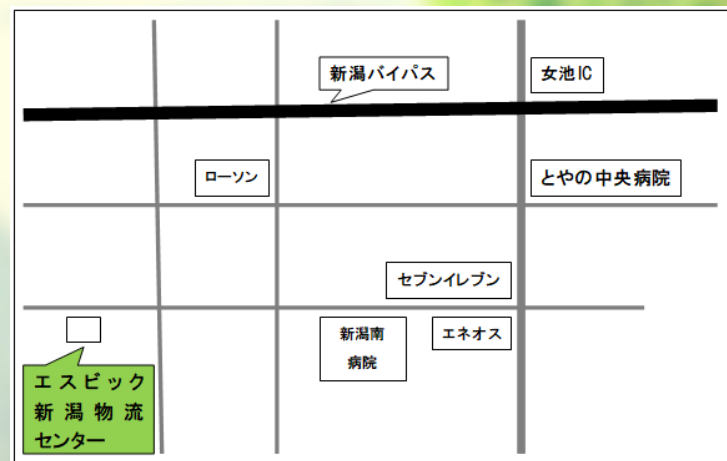 新潟バイパス
女池IC
ローソン
とやの中央病院
セブンイレブン
新潟南
病院
エネオス
エスビック
新潟物流
センター